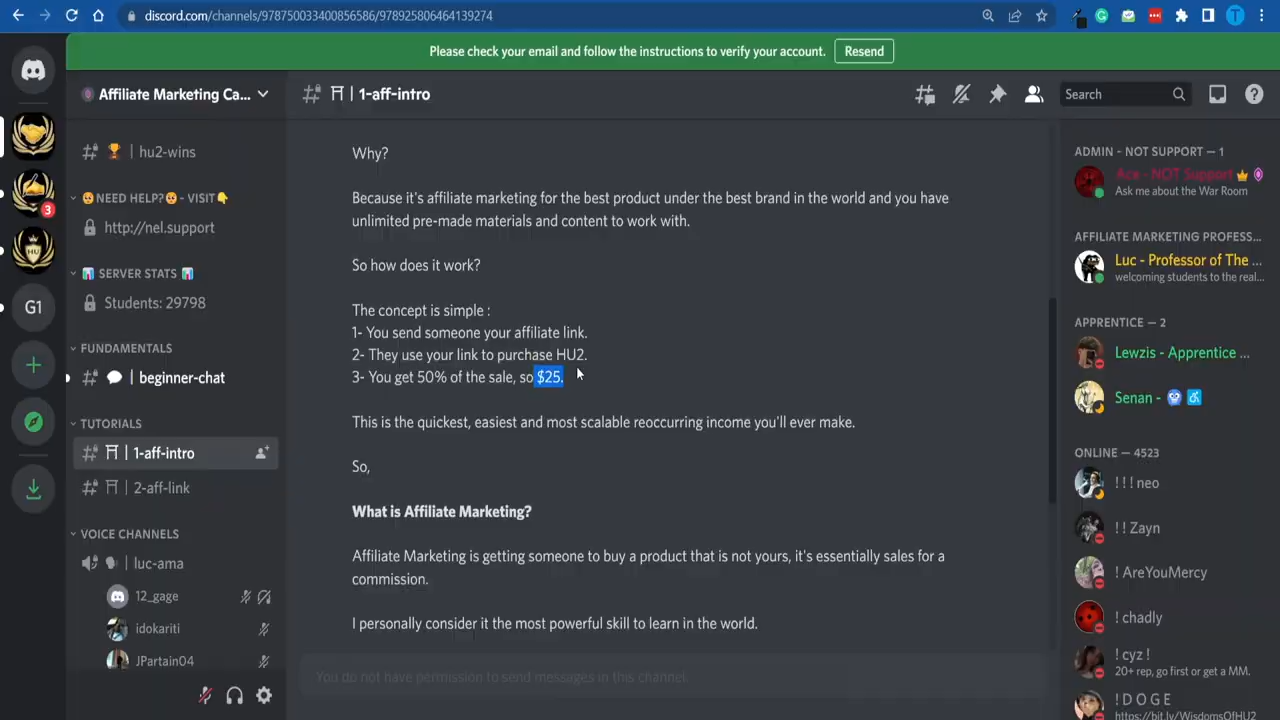 discord.com/channels/978750033400856586/978925806464139274
T
Please check your email and follow the instructions to verify your account. Resend
Affiliate Marketing Ca...
1-aff-intro
Search
hu2-wins
NEED HELP? - VISIT
http://nel.support
SERVER STATS
Students: 29798
FUNDAMENTALS
beginner-chat
TUTORIALS
1-aff-intro
2-aff-link
VOICE CHANNELS
luc-ama
12_gage
idokariti
JPartain04
3
HU
G1
Why?
Because it's affiliate marketing for the best product under the best brand in the world and you have
unlimited pre-made materials and content to work with.
So how does it work?
The concept is simple :
1- You send someone your affiliate link.
2- They use your link to purchase HU2.
3- You get 50% of the sale, so $25.
This is the quickest, easiest and most scalable reoccurring income you'll ever make.
So,
What is Affiliate Marketing?
Affiliate Marketing is getting someone to buy a product that is not yours, it's essentially sales for a
commission.
I personally consider it the most powerful skill to learn in the world.
You do not have permission to send messages in this channel.
ADMIN - NOT SUPPORT — 1
Ace - NOT Support
Ask me about the War Room
AFFILIATE MARKETING PROFESS...
Luc - Professor of The ...
welcoming students to the real...
APPRENTICE — 2
Lewzis - Apprentice ...
Senan -
ONLINE — 4523
! ! ! neo
! ! Zayn
! AreYouMercy
! chadly
! cyz !
20+ rep, go first or get a MM.
! D O G E
https://bit.ly/WisdomsOfHU2